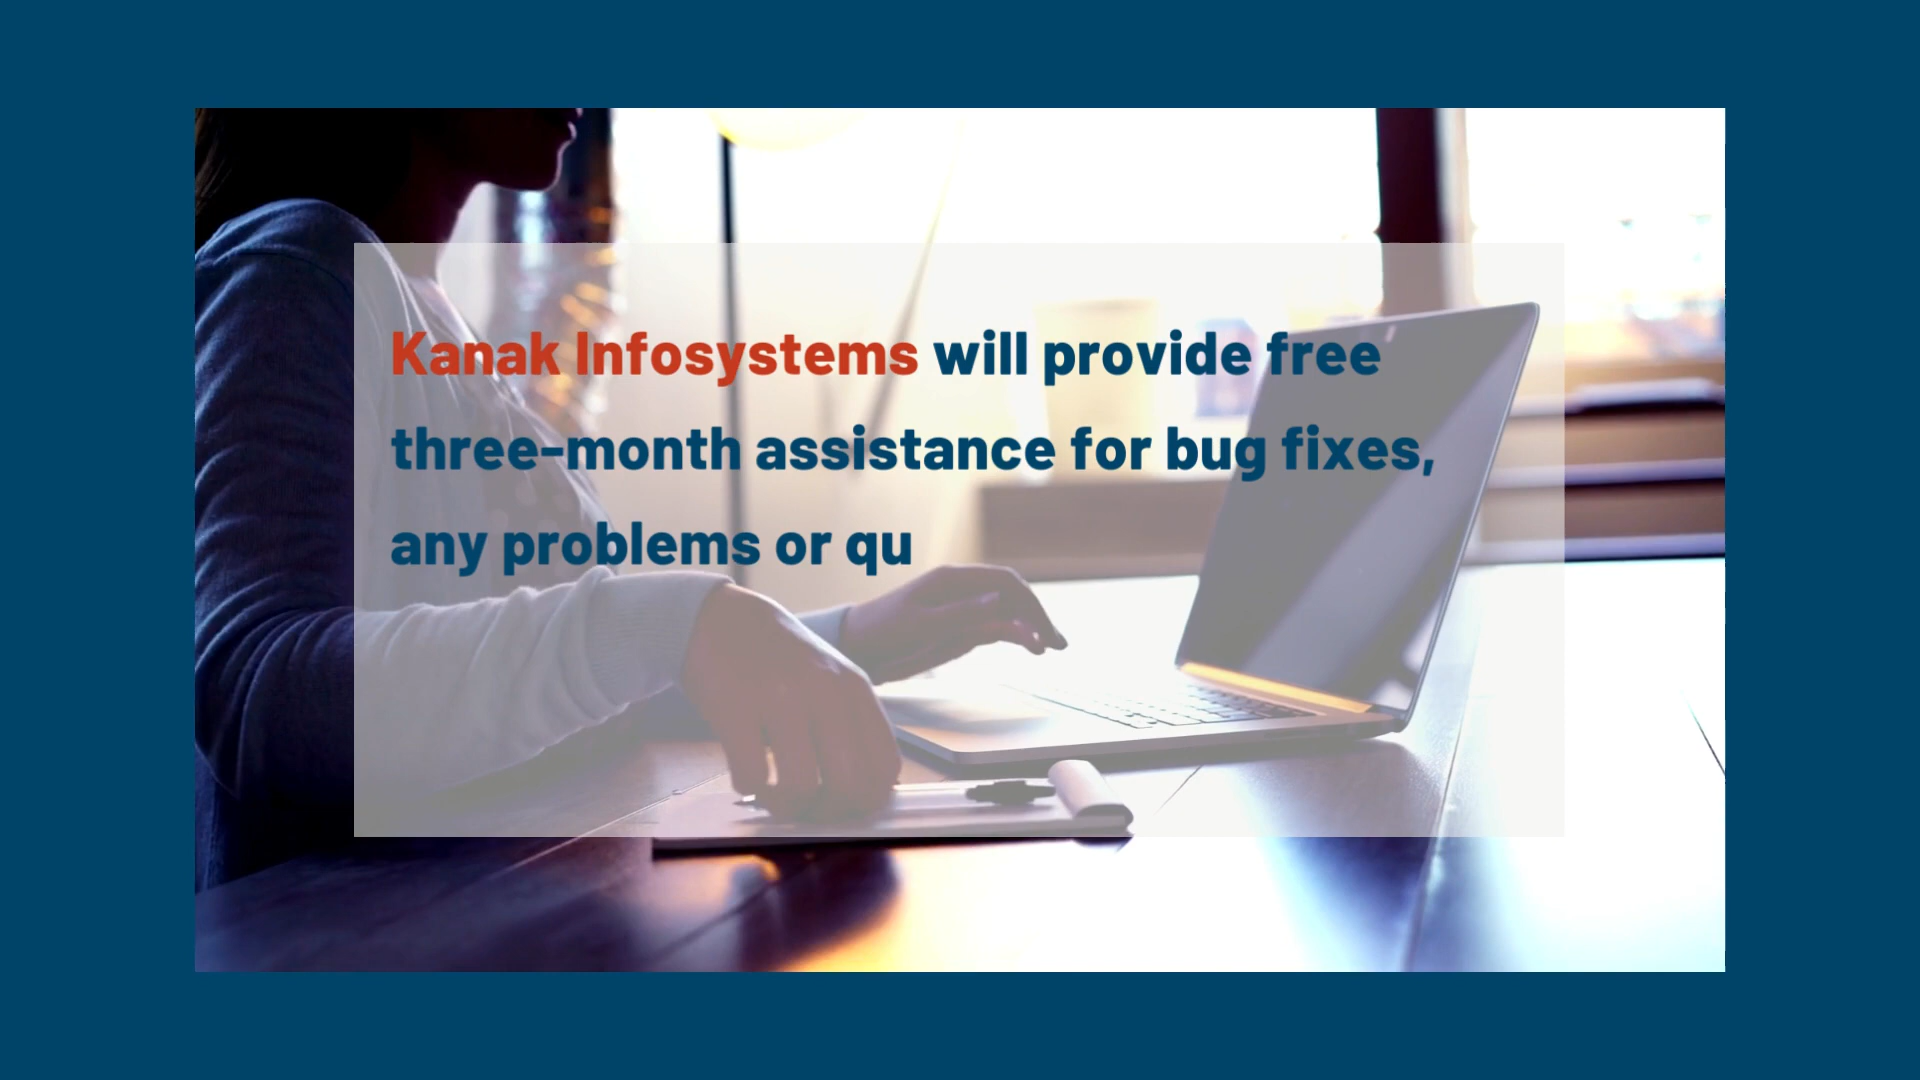 Kanak Infosystems will provide free
three-month assistance for bug fixes,
any problems or qu